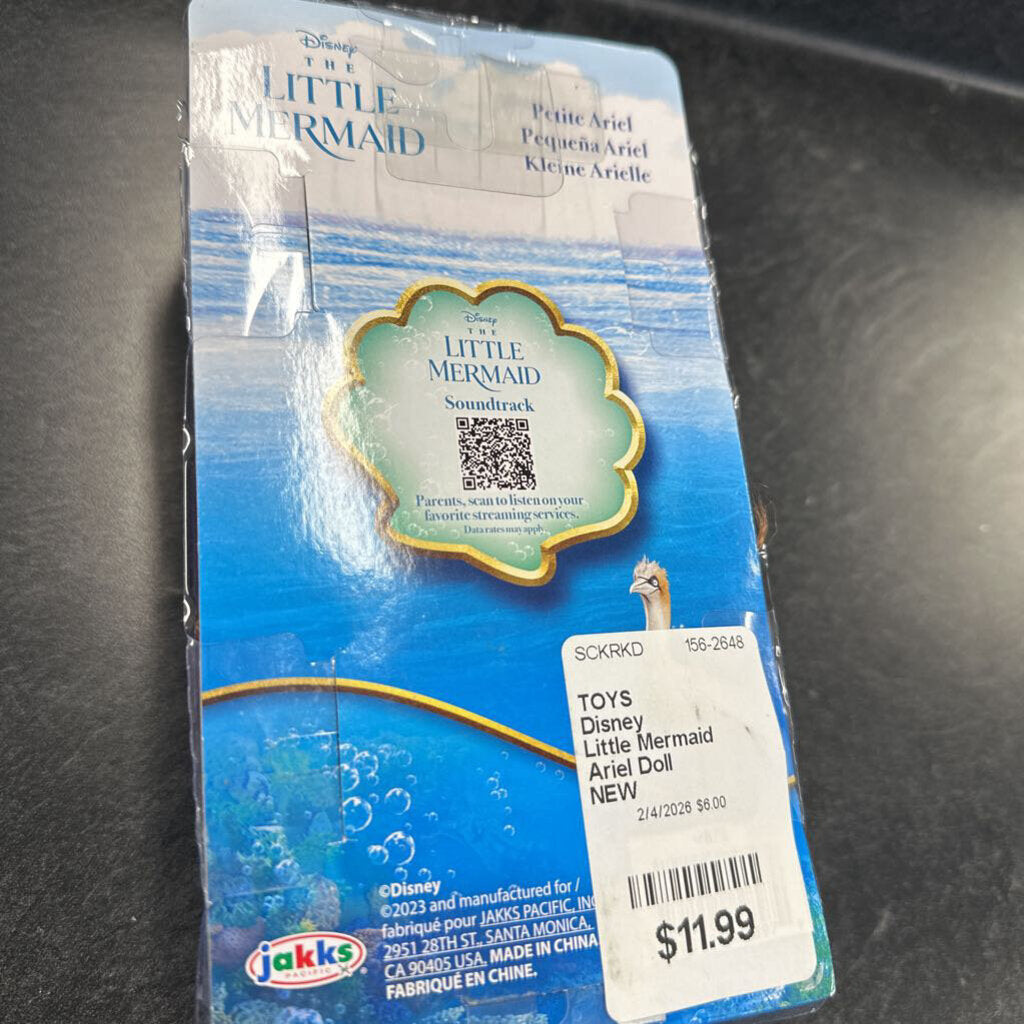 Disney
THE
LITTLE
MERMAID
Petite Ariel
Pequeña Ariel
Kleine Arielle
Disney
THE
LITTLE
MERMAID
Soundtrack
Parents, scan to listen on your
favorite streaming services.
Data rates may apply.
SCKRKD 156-2648
TOYS
Disney
Little Mermaid
Ariel Doll
NEW
2/4/2026 $6.00
$11.99
©Disney
©2023 and manufactured for /
fabriqué pour JAKKS PACIFIC, INC
2951 28TH ST., SANTA MONICA,
CA 90405 USA. MADE IN CHINA
FABRIQUÉ EN CHINE.
jakks
PACIFIC